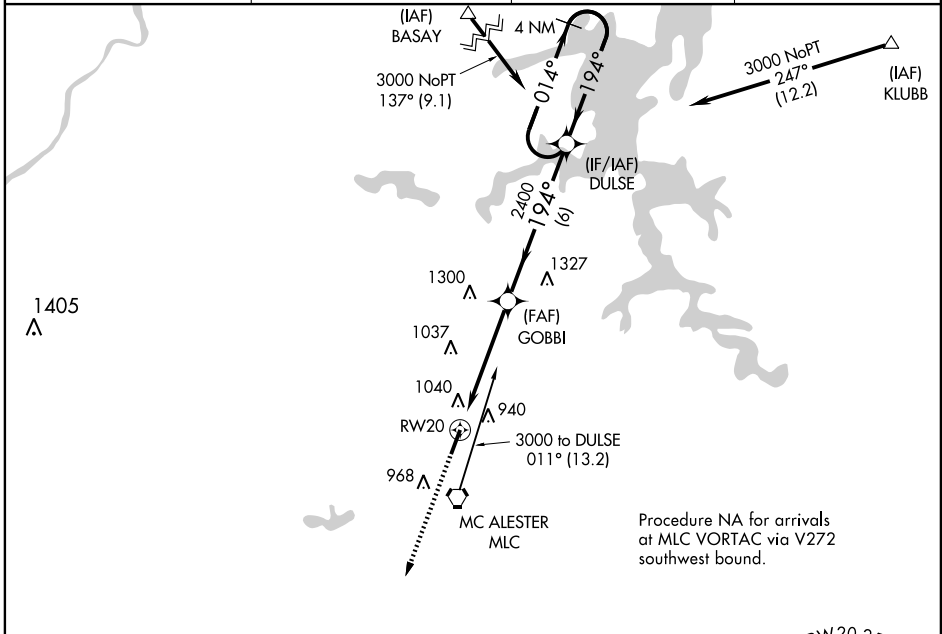 (IAF)
BASAY
4 NM
3000 NoPT
137° (9.1)
014°
194°
3000 NoPT
247°
(12.2)
(IAF)
KLUBB
(IF/IAF)
DULSE
2400
194°
(6)
1300
1327
1405
(FAF)
GOBBI
1037
1040
940
RW20
3000 to DULSE
011° (13.2)
968
MC ALESTER
MLC
Procedure NA for arrivals
at MLC VORTAC via V272
southwest bound.